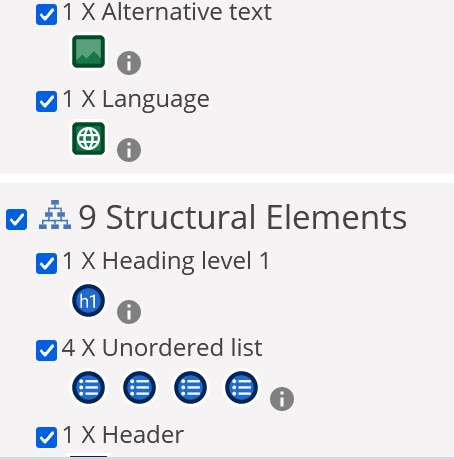 1 X Alternative text
i
1 X Language
i
9 Structural Elements
1 X Heading level 1
h1
i
4 X Unordered list
i
1 X Header